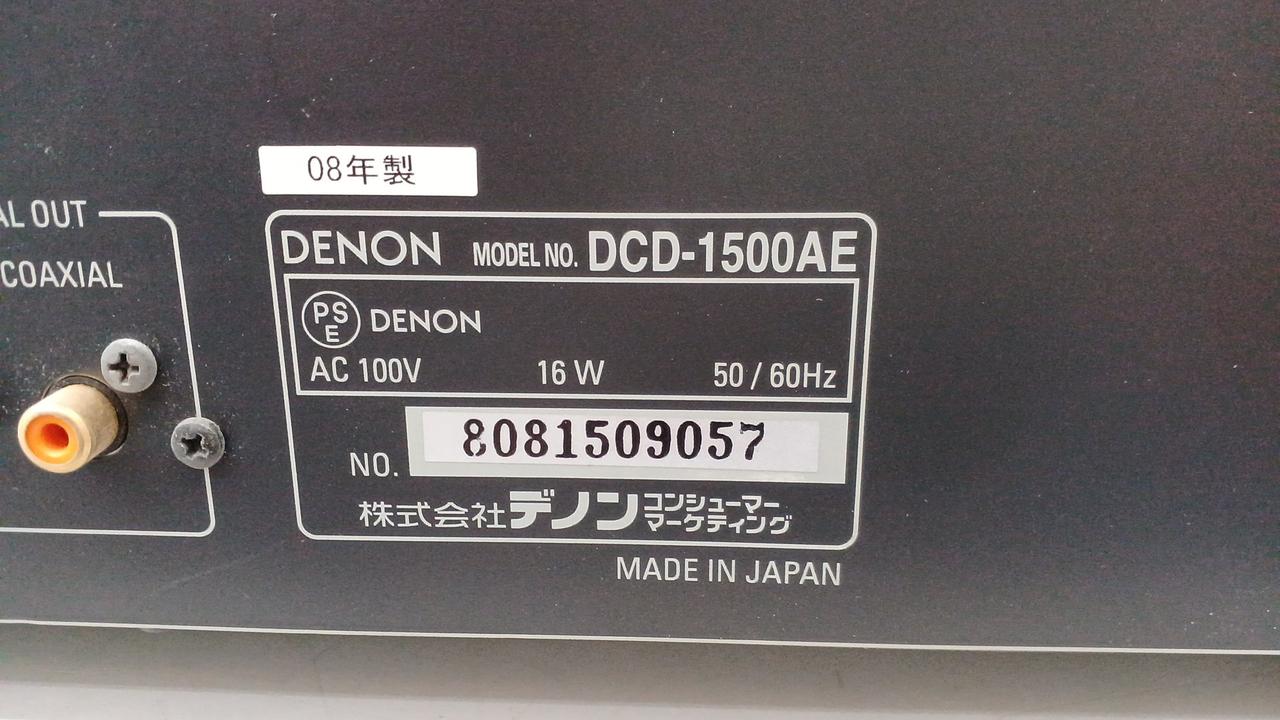 08年製
AL OUT
COAXIAL
DENON MODEL NO. DCD-1500AE
PSE DENON
AC 100V 16 W 50 / 60Hz
NO. 8081509057
株式会社デノン コンシューマー
マーケティング
MADE IN JAPAN